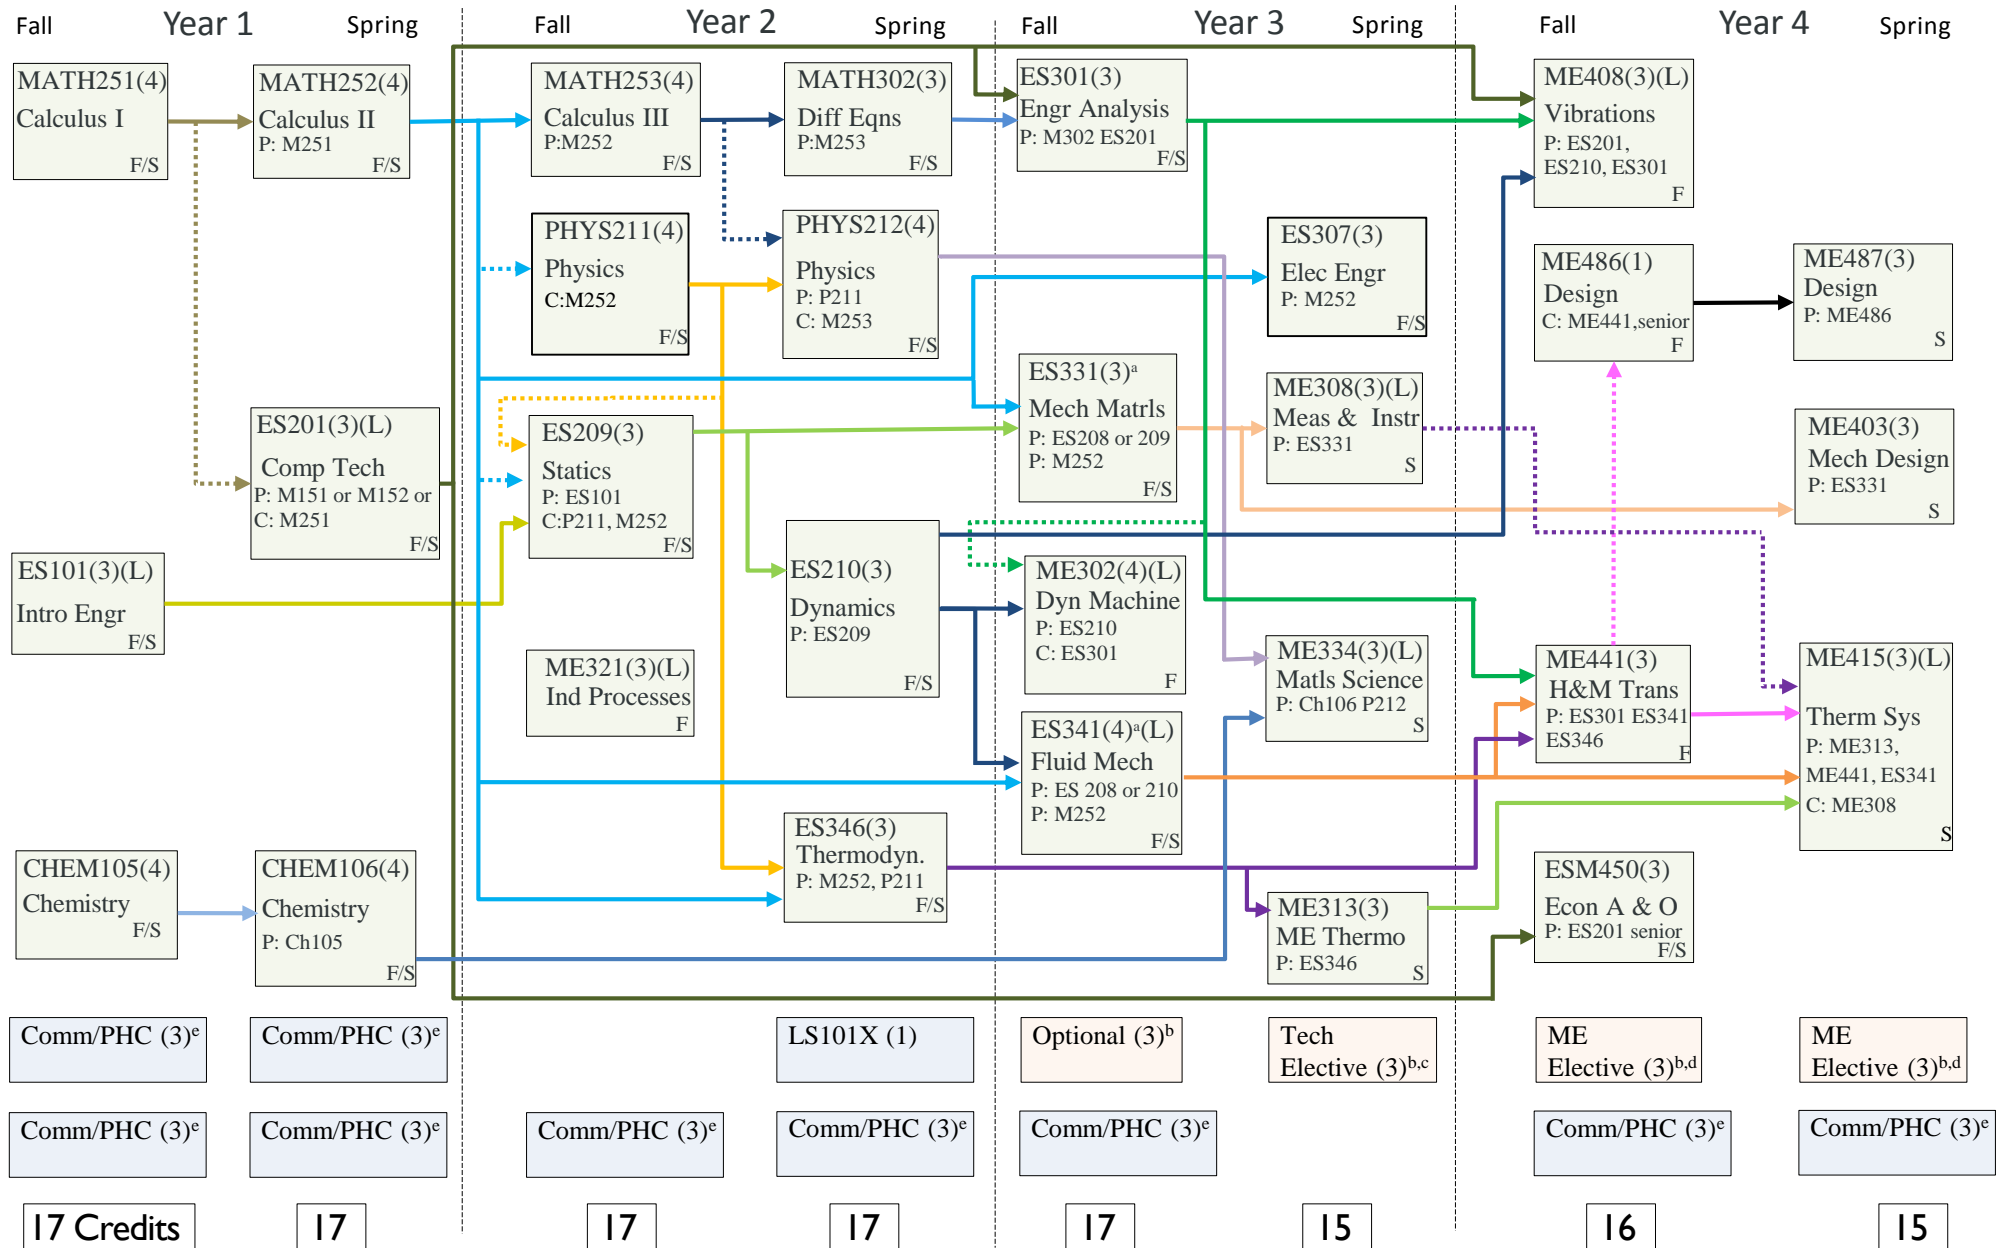 Fall
Year 1
Spring
Fall
Year 2
Spring
Fall
Year 3
Spring
Fall
Year 4
Spring
MATH251(4)
Calculus I
F/S
ES101(3)(L)
Intro Engr
F/S
CHEM105(4)
Chemistry
F/S
Comm/PHC (3)ᵉ
Comm/PHC (3)ᵉ
17 Credits
MATH252(4)
Calculus II
P: M251
F/S
ES201(3)(L)
Comp Tech
P: M151 or M152 or
C: M251
F/S
CHEM106(4)
Chemistry
P: Ch105
F/S
Comm/PHC (3)ᵉ
Comm/PHC (3)ᵉ
17
MATH253(4)
Calculus III
P:M252
F/S
PHYS211(4)
Physics
C:M252
F/S
ES209(3)
Statics
P: ES101
C:P211, M252
F/S
ME321(3)(L)
Ind Processes
F
Comm/PHC (3)ᵉ
17
MATH302(3)
Diff Eqns
P:M253
F/S
PHYS212(4)
Physics
P: P211
C: M253
F/S
ES210(3)
Dynamics
P: ES209
F/S
ES346(3)
Thermodyn.
P: M252, P211
F/S
LS101X (1)
Comm/PHC (3)ᵉ
17
ES301(3)
Engr Analysis
P: M302 ES201
F/S
ES331(3)ᵃ
Mech Matrls
P: ES208 or 209
P: M252
F/S
ME302(4)(L)
Dyn Machine
P: ES210
C: ES301
F
ES341(4)ᵃ(L)
Fluid Mech
P: ES 208 or 210
P: M252
F/S
Optional (3)ᵇ
Comm/PHC (3)ᵉ
17
ES307(3)
Elec Engr
P: M252
F/S
ME308(3)(L)
Meas & Instr
P: ES331
S
ME334(3)(L)
Matls Science
P: Ch106 P212
S
ME313(3)
ME Thermo
P: ES346
S
Tech
Elective (3)ᵇ,ᶜ
15
ME408(3)(L)
Vibrations
P: ES201,
ES210, ES301
F
ME486(1)
Design
C: ME441,senior
F
ME441(3)
H&M Trans
P: ES301 ES341
ES346
F
ESM450(3)
Econ A & O
P: ES201 senior
F/S
ME
Elective (3)ᵇ,ᵈ
Comm/PHC (3)ᵉ
16
ME487(3)
Design
P: ME486
S
ME403(3)
Mech Design
P: ES331
S
ME415(3)(L)
Therm Sys
P: ME313,
ME441, ES341
C: ME308
S
ME
Elective (3)ᵇ,ᵈ
Comm/PHC (3)ᵉ
15